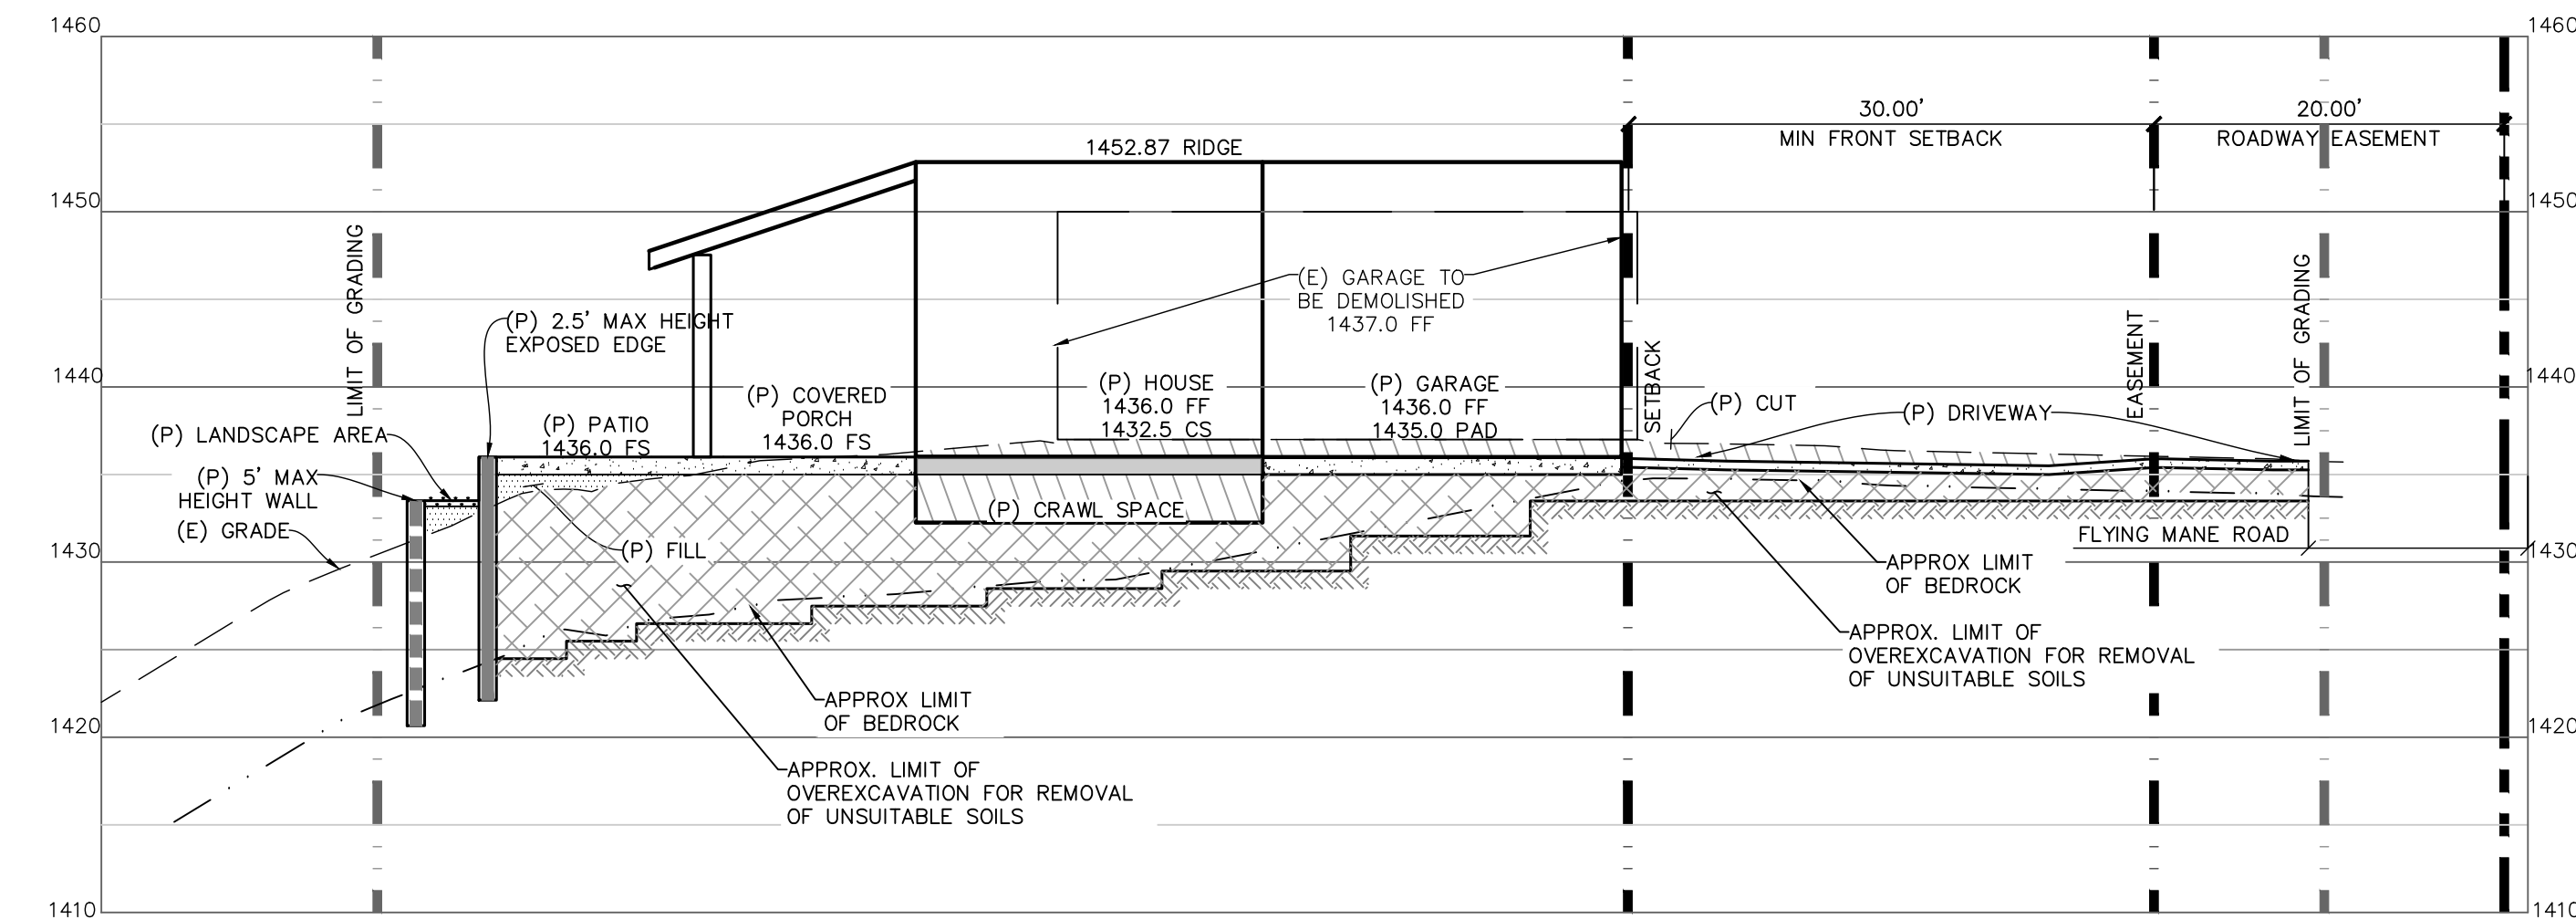 1460
1460
30.00'
20.00'
MIN FRONT SETBACK
ROADWAY EASEMENT
1452.87 RIDGE
1450
1450
LIMIT OF GRADING
(E) GARAGE TO
BE DEMOLISHED
1437.0 FF
LIMIT OF GRADING
(P) 2.5' MAX HEIGHT
EXPOSED EDGE
SETBACK
EASEMENT
1440
1440
(P) HOUSE
1436.0 FF
1432.5 CS
(P) GARAGE
1436.0 FF
1435.0 PAD
(P) COVERED
PORCH
1436.0 FS
(P) PATIO
1436.0 FS
(P) CUT
(P) DRIVEWAY
(P) LANDSCAPE AREA
(P) 5' MAX
HEIGHT WALL
(E) GRADE
(P) CRAWL SPACE
(P) FILL
FLYING MANE ROAD
1430
1430
APPROX LIMIT
OF BEDROCK
APPROX. LIMIT OF
OVEREXCAVATION FOR REMOVAL
OF UNSUITABLE SOILS
APPROX LIMIT
OF BEDROCK
1420
1420
APPROX. LIMIT OF
OVEREXCAVATION FOR REMOVAL
OF UNSUITABLE SOILS
1410
1410